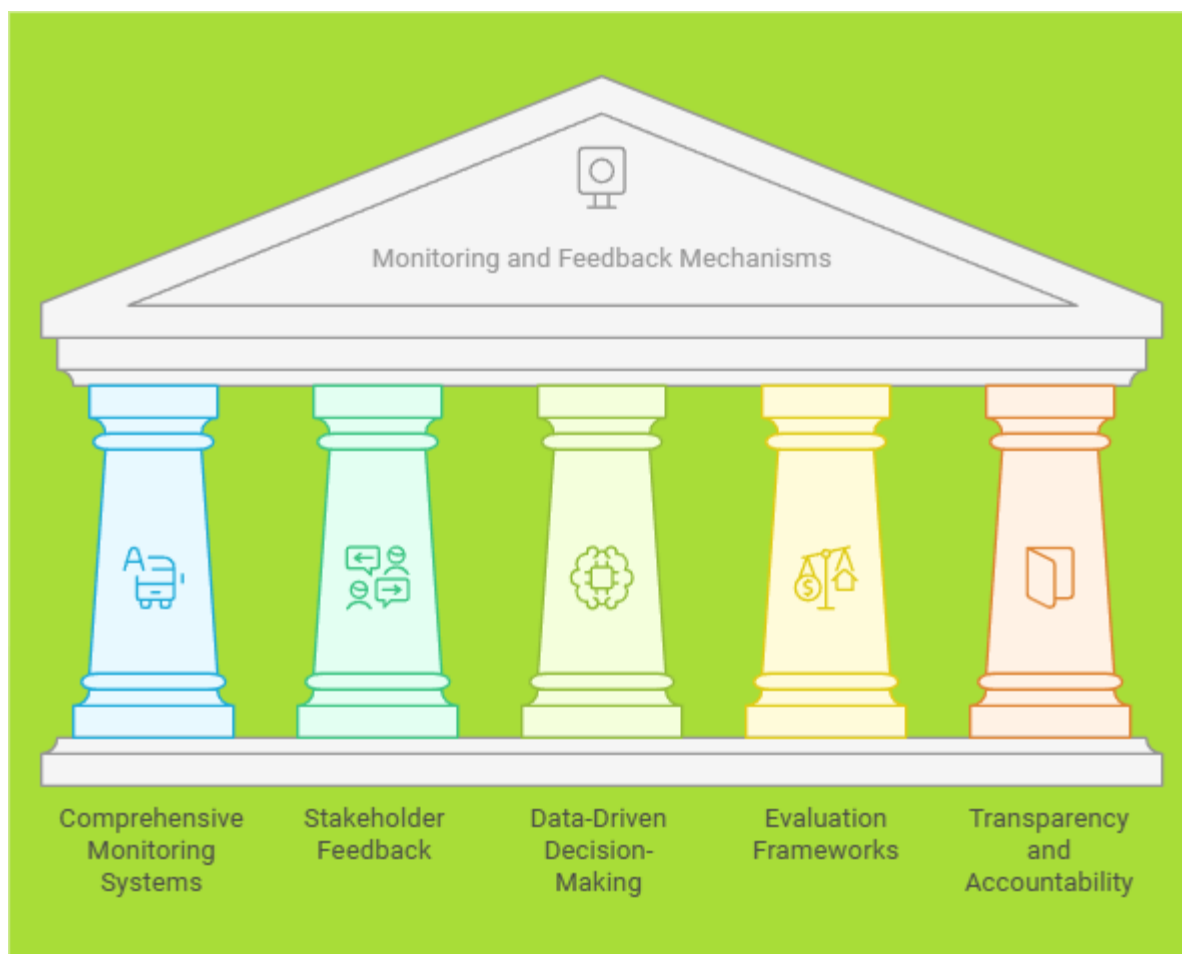 Monitoring and Feedback Mechanisms
Comprehensive
Monitoring
Systems
Stakeholder
Feedback
Data-Driven
Decision-
Making
Evaluation
Frameworks
Transparency
and
Accountability